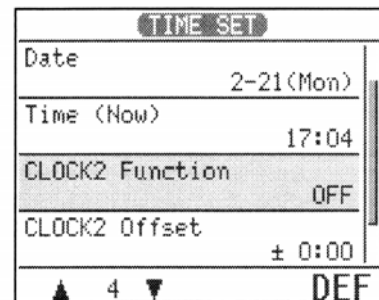 TIME SET
Date
2-21(Mon)
Time (Now)
17:04
CLOCK2 Function
OFF
CLOCK2 Offset
± 0:00
▲ 4 ▼ DEF